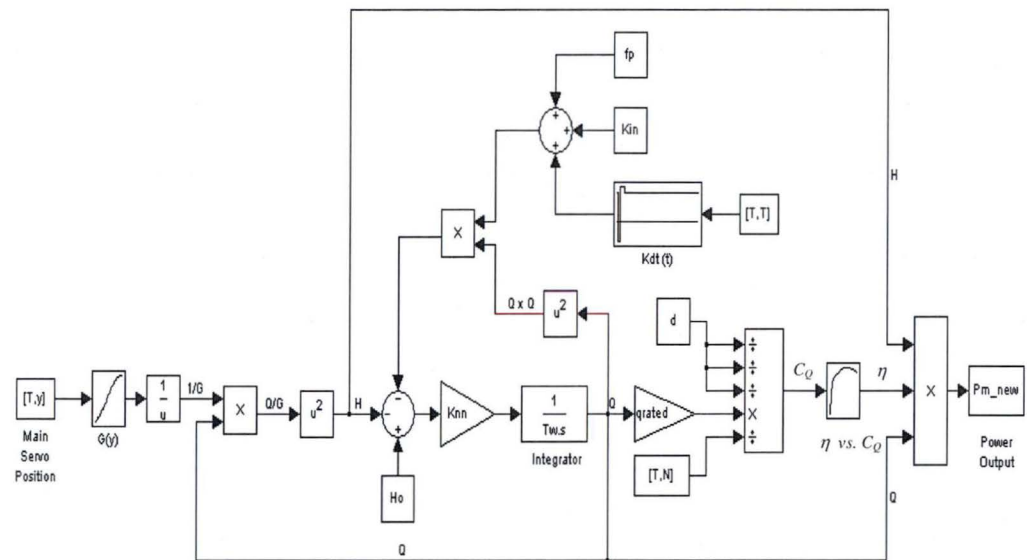 fp
Kin
+
+
+
[T,T]
Kdt (t)
H
X
Q x Q
u²
d
[T,y]
Main
Servo
Position
G(y)
1
u
1/G
X
Q/G
u²
H
-
-
+
Ho
Knn
1
Tw.s
Integrator
Q
qrated
[T,N]
÷
÷
÷
X
÷
C_Q
η vs. C_Q
η
X
Pm_new
Power
Output
Q
Q